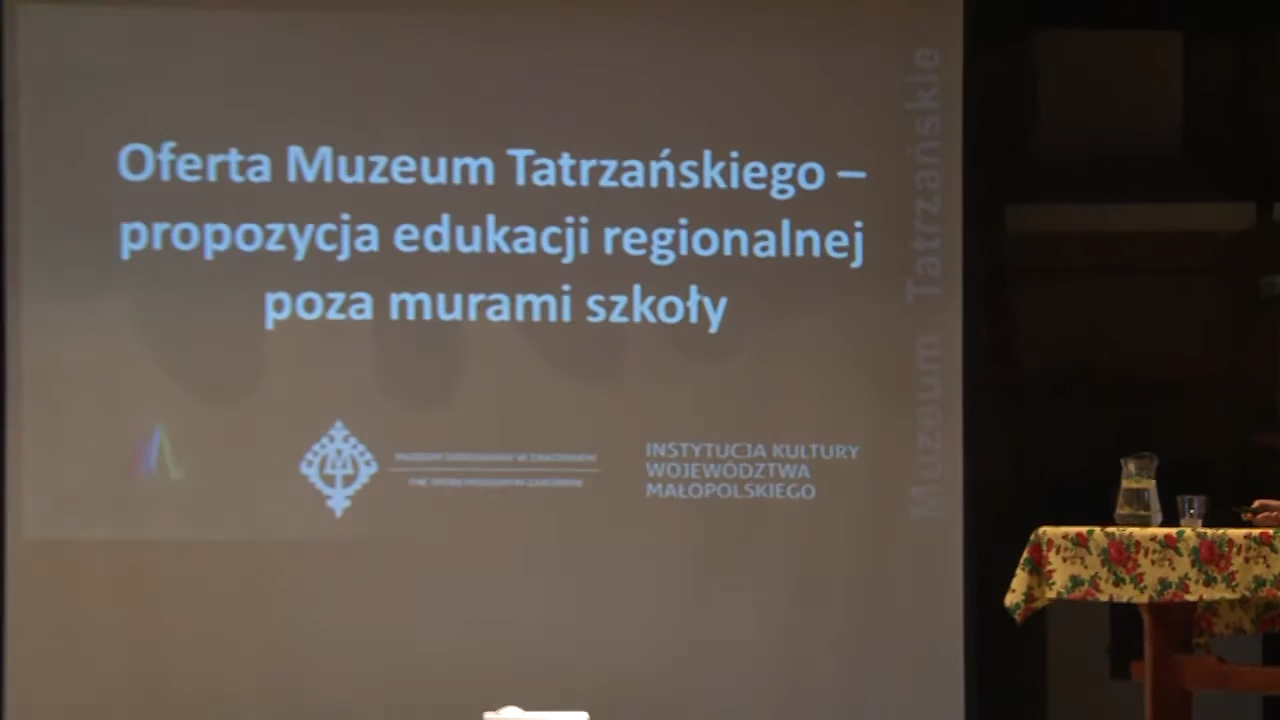 Oferta Muzeum Tatrzańskiego –
propozycja edukacji regionalnej
poza murami szkoły
INSTYTUCJA KULTURY
WOJEWÓDZTWA
MAŁOPOLSKIEGO
Muzeum Tatrzańskie